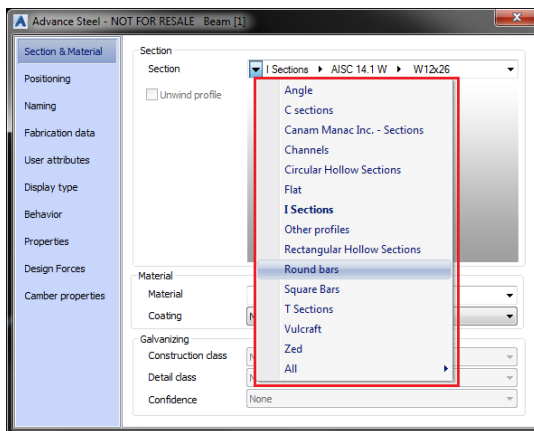 Advance Steel - NOT FOR RESALE Beam [1]
Section & Material
Positioning
Naming
Fabrication data
User attributes
Display type
Behavior
Properties
Design Forces
Camber properties
Section
Section
I Sections AISC 14.1 W W12x26
Unwind profile
Angle
C sections
Canam Manac Inc. - Sections
Channels
Circular Hollow Sections
Flat
I Sections
Other profiles
Rectangular Hollow Sections
Round bars
Square Bars
T Sections
Vulcraft
Zed
All
Material
Material
Coating
Galvanizing
Construction class
Detail class
Confidence
None